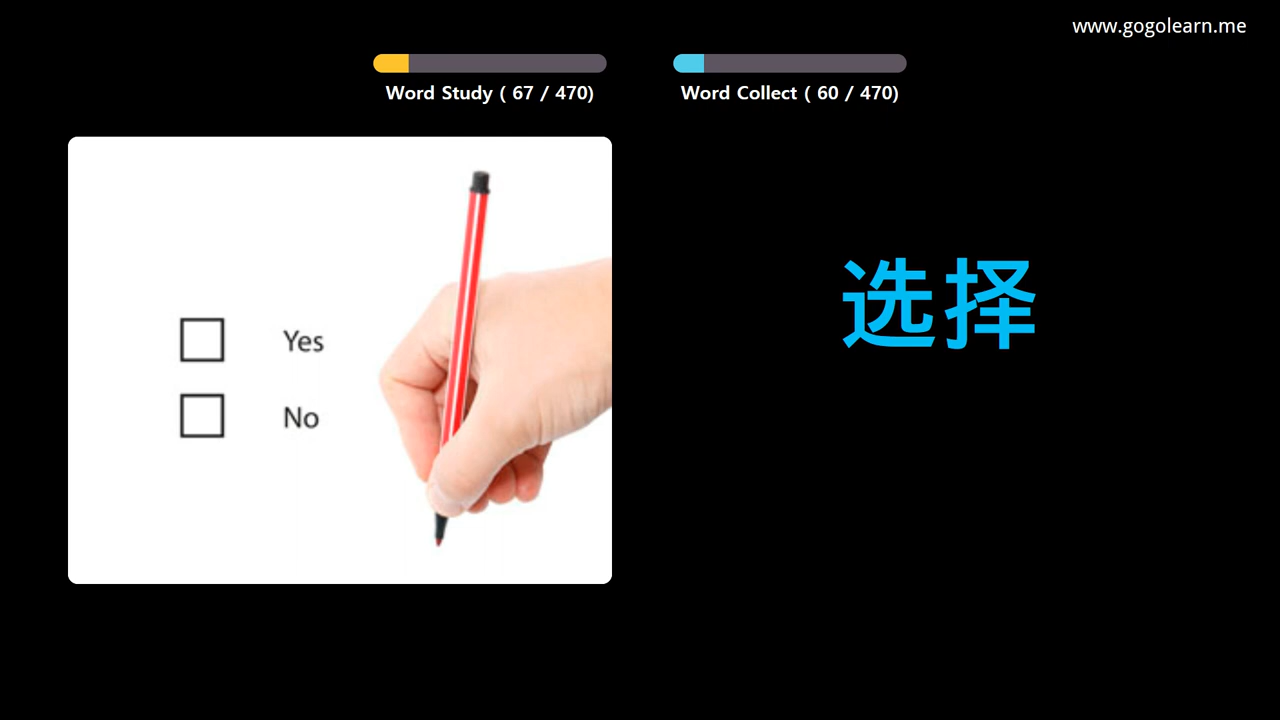 www.gogolearn.me
Word Study ( 67 / 470)
Word Collect ( 60 / 470)
Yes
No
选择